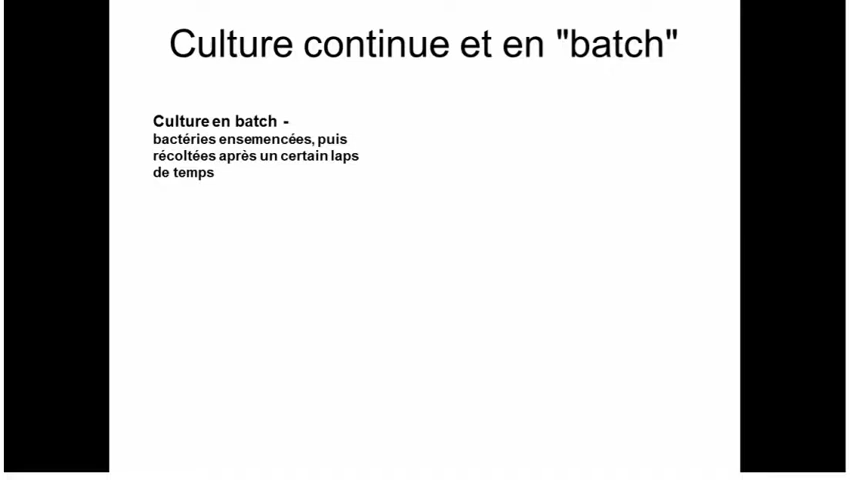 Culture continue et en "batch"
Culture en batch -
bactéries ensemencées, puis
récoltées après un certain laps
de temps